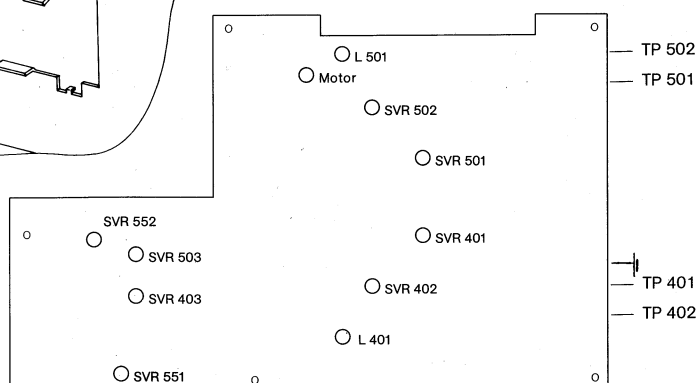 TP 502
L 501
Motor
TP 501
SVR 502
SVR 501
SVR 552
SVR 401
SVR 503
TP 401
SVR 402
SVR 403
TP 402
L 401
SVR 551